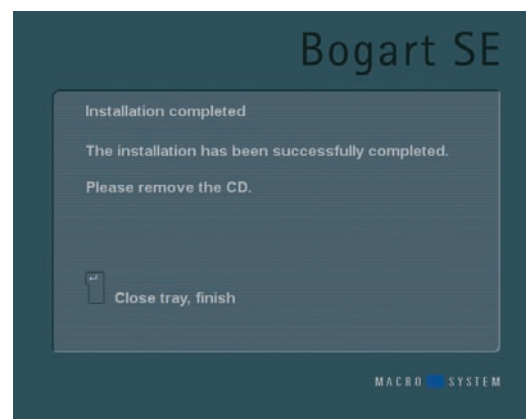 Bogart SE
Installation completed
The installation has been successfully completed.
Please remove the CD.
↵
Close tray, finish
MACRO SYSTEM